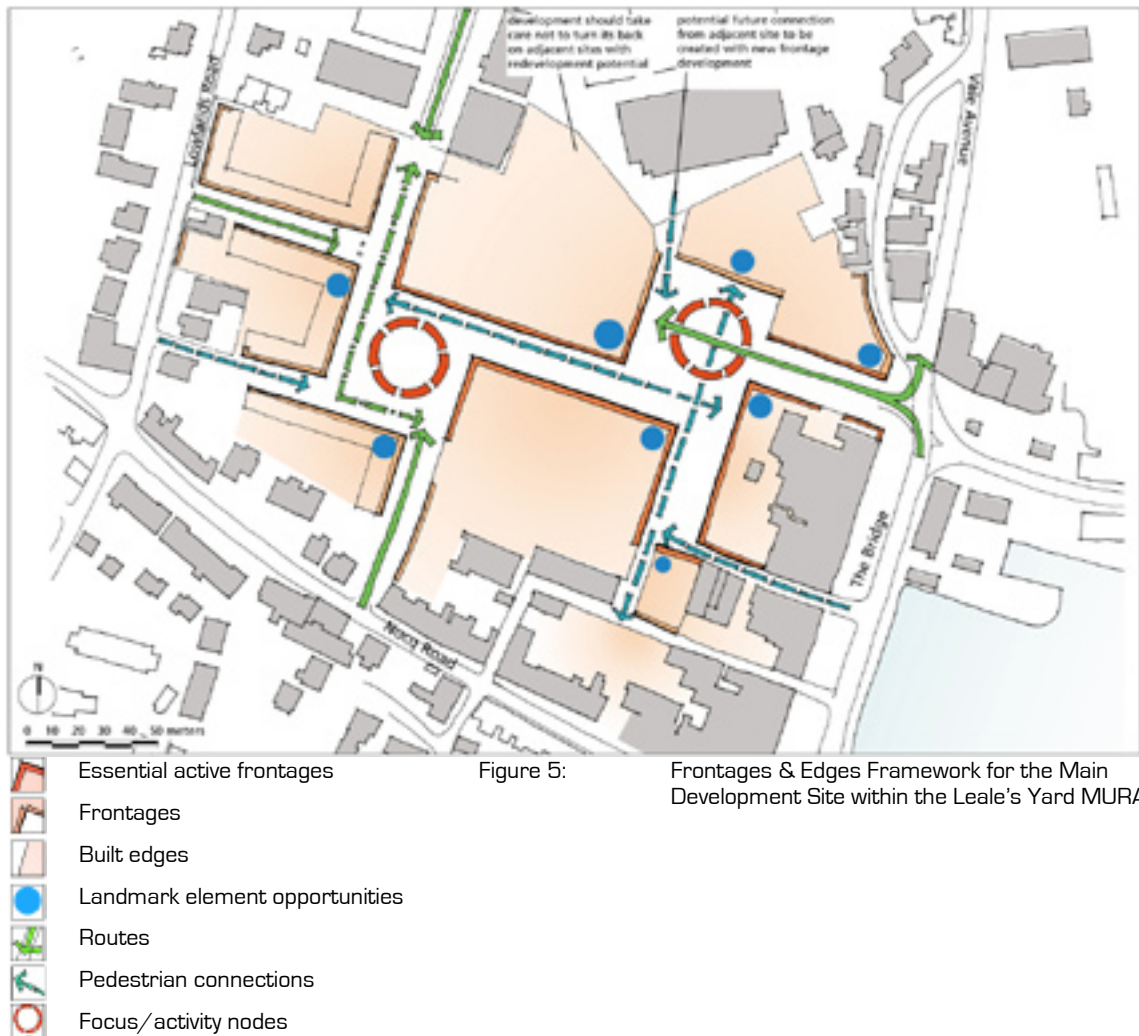 development should take
care not to turn its back
on adjacent sites with
redevelopment potential
potential future connection
from adjacent site to be
created with new frontage
development
Vale Avenue
The Bridge
Nocq Road
N
0 10 20 30 40 50 meters
Essential active frontages
Figure 5:
Frontages & Edges Framework for the Main
Development Site within the Leale's Yard MURA
Frontages
Built edges
Landmark element opportunities
Routes
Pedestrian connections
Focus/activity nodes